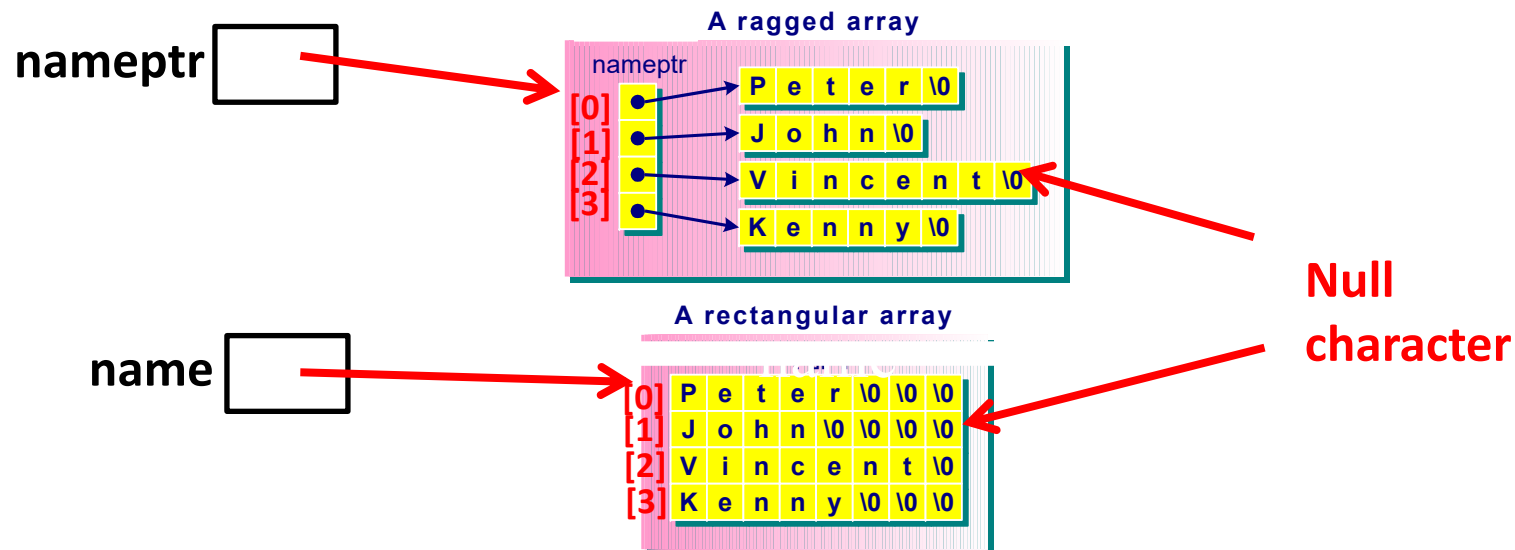 A ragged array
nameptr
nameptr
[0] P e t e r \0
[1] J o h n \0
[2] V i n c e n t \0
[3] K e n n y \0
Null
character
A rectangular array
name
[0] P e t e r \0 \0 \0
[1] J o h n \0 \0 \0 \0
[2] V i n c e n t \0
[3] K e n n y \0 \0 \0